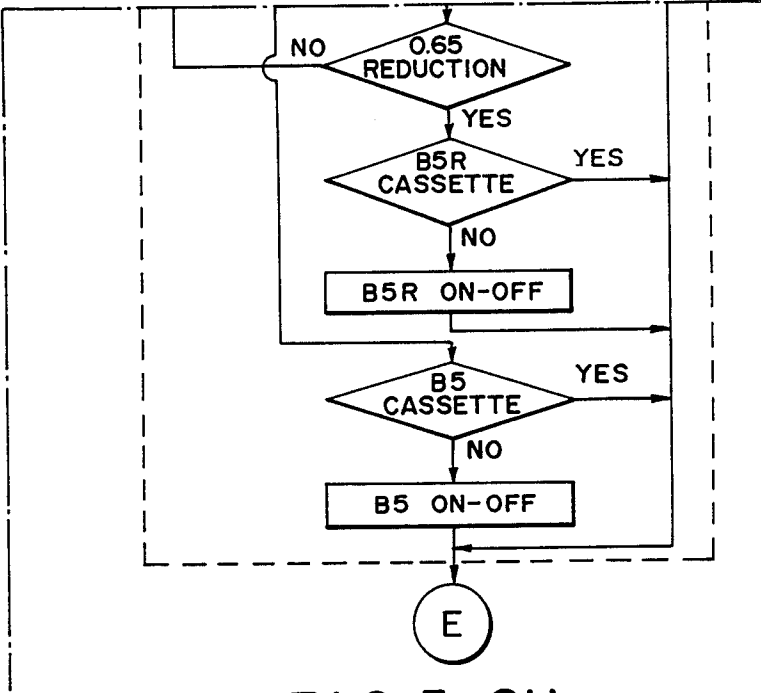 NO
0.65
REDUCTION
YES
B5R
CASSETTE
YES
NO
B5R ON-OFF
B5
CASSETTE
YES
NO
B5 ON-OFF
E